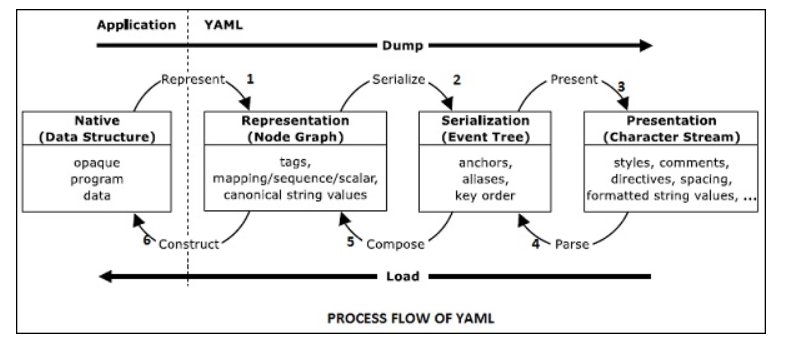 Application YAML
Dump
Represent 1 Serialize 2 Present 3
Native Representation Serialization Presentation
(Data Structure) (Node Graph) (Event Tree) (Character Stream)
opaque tags, anchors, styles, comments,
program mapping/sequence/scalar, aliases, directives, spacing,
data canonical string values key order formatted string values, ...
6 Construct 5 Compose 4 Parse
Load
PROCESS FLOW OF YAML